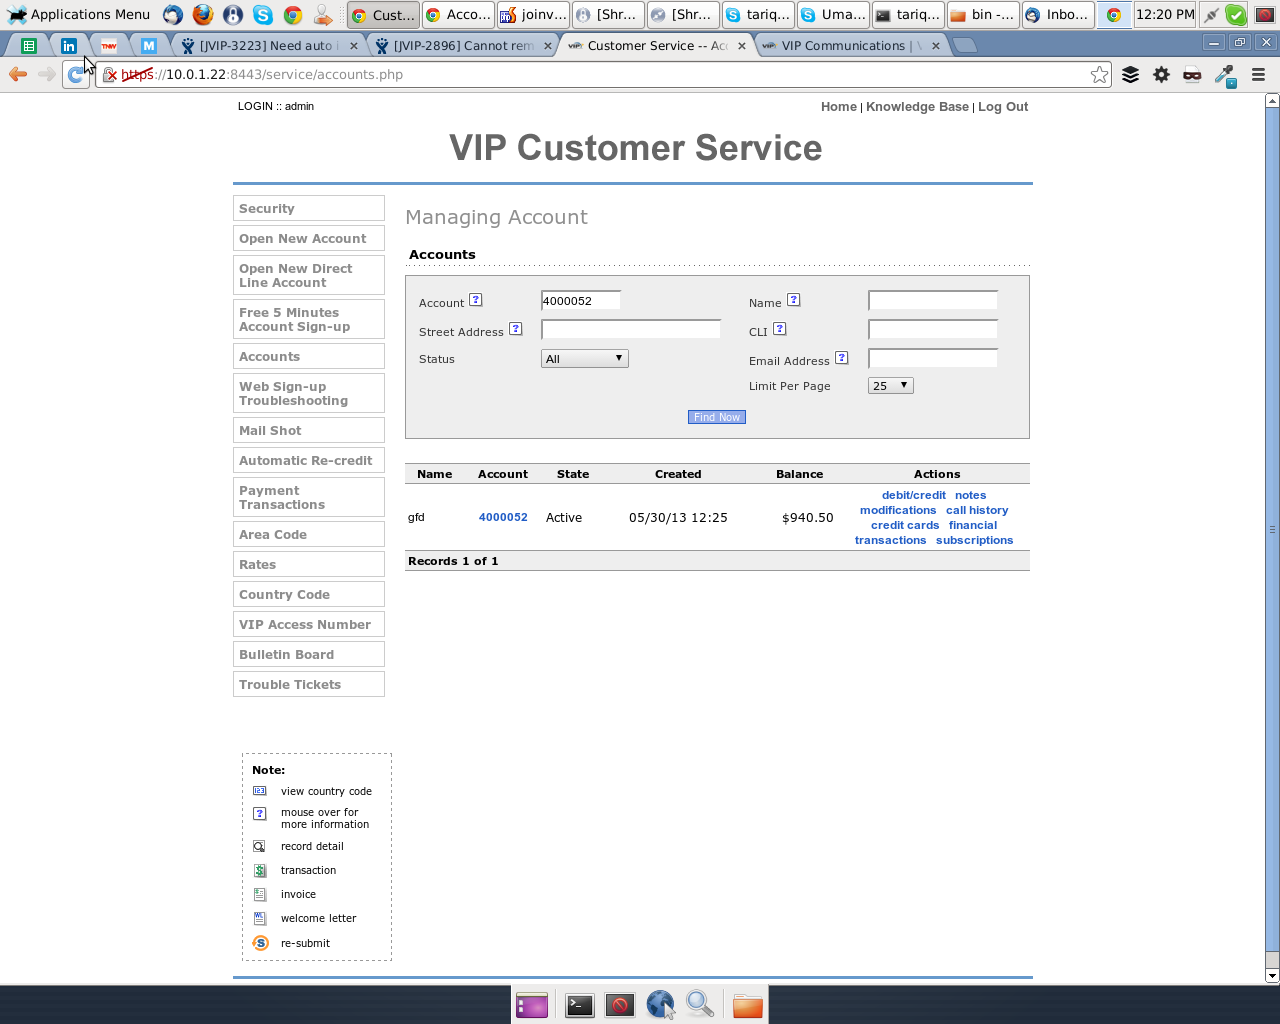 Applications Menu
Cust...
Acco...
joinv...
[Shr...
[Shr...
tariq...
Uma...
tariq...
bin -...
Inbo...
12:20 PM
in
TNW
M
[JVIP-3223] Need auto i
[JVIP-2896] Cannot rem
Customer Service -- Acc
VIP Communications |
https://10.0.1.22:8443/service/accounts.php
LOGIN :: admin
Home | Knowledge Base | Log Out
VIP Customer Service
Security
Open New Account
Open New Direct
Line Account
Free 5 Minutes
Account Sign-up
Accounts
Web Sign-up
Troubleshooting
Mail Shot
Automatic Re-credit
Payment
Transactions
Area Code
Rates
Country Code
VIP Access Number
Bulletin Board
Trouble Tickets
Managing Account
Accounts
Account ? 4000052 Name ?
Street Address ? CLI ?
Status All Email Address ?
Limit Per Page 25
Find Now
Name Account State Created Balance Actions
gfd 4000052 Active 05/30/13 12:25 $940.50
debit/credit notes
modifications call history
credit cards financial
transactions subscriptions
Records 1 of 1
Note:
123 view country code
? mouse over for
more information
record detail
$ transaction
invoice
welcome letter
S re-submit